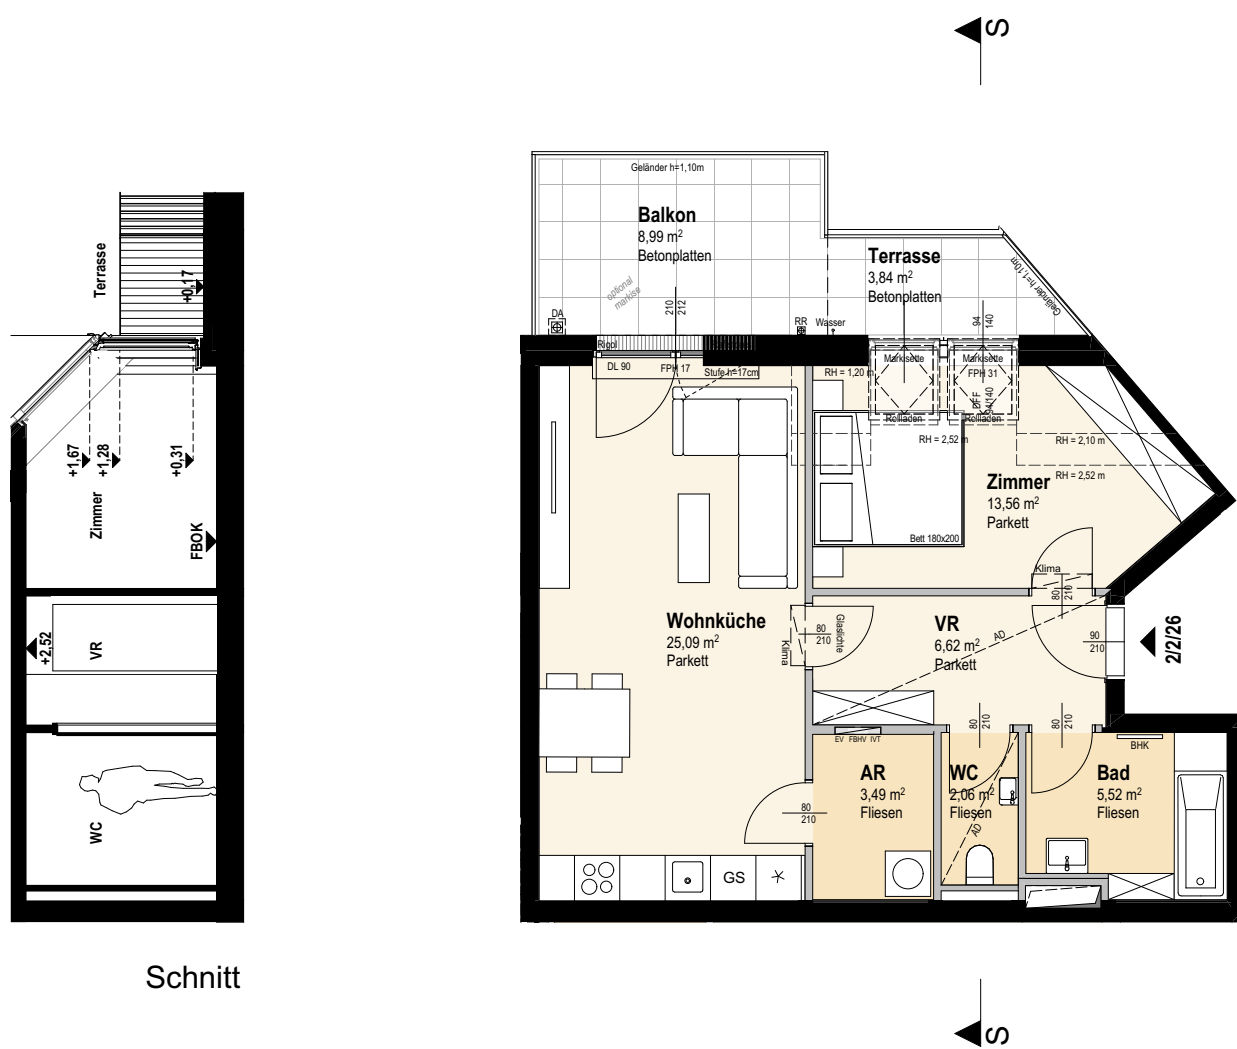 S
Geländer h=1,10m
Balkon
8,99 m²
Betonplatten
optional
markise
Terrasse
3,84 m²
Betonplatten
Geländer h=1,10m
DA
210
212
RR
Wasser
94
140
Rigol
DL 90
FPH 17
Stufe h=17cm
RH = 1,20 m
Markisette
Markisette
FPH 31
DFF
94/140
Rollladen
Rollladen
RH = 2,52 m
RH = 2,10 m
RH = 2,52 m
Zimmer
13,56 m²
Parkett
Bett 180x200
Klima
80
210
Wohnküche
25,09 m²
Parkett
80
210
Glaslichte
Klima
VR
6,62 m²
Parkett
AD
90
210
2/2/26
80
210
80
210
EV FBHV IVT
BHK
AR
3,49 m²
Fliesen
WC
2,06 m²
Fliesen
AD
Bad
5,52 m²
Fliesen
80
210
GS
S
Terrasse
+0,17
+1,67
+1,28
+0,31
Zimmer
FBOK
+2,52
VR
WC
Schnitt